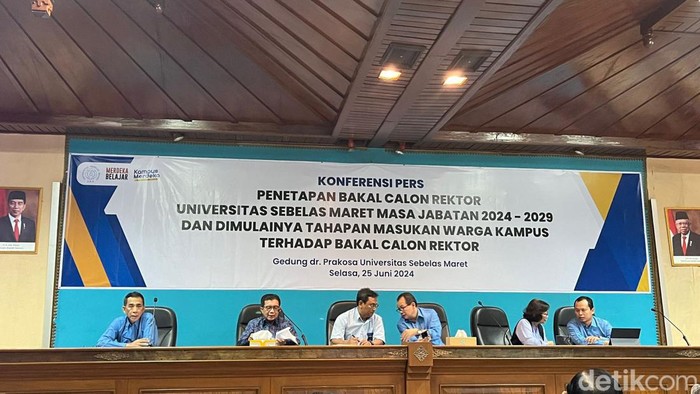 MERDEKA
BELAJAR
Kampus
Merdeka
KONFERENSI PERS
PENETAPAN BAKAL CALON REKTOR
UNIVERSITAS SEBELAS MARET MASA JABATAN 2024 - 2029
DAN DIMULAINYA TAHAPAN MASUKAN WARGA KAMPUS
TERHADAP BAKAL CALON REKTOR
Gedung dr. Prakosa Universitas Sebelas Maret
Selasa, 25 Juni 2024
detikcom